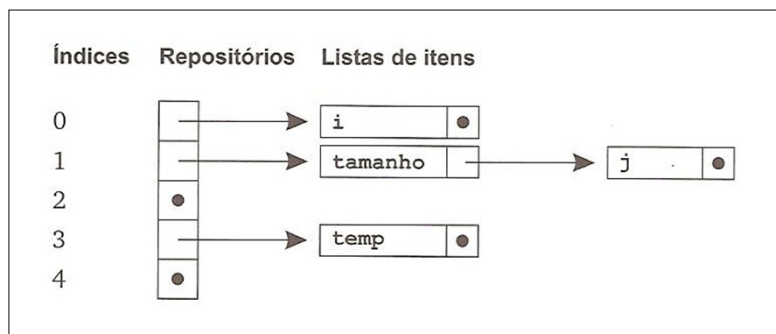 Índices Repositórios Listas de itens
0 i
1 tamanho j
2
3 temp
4